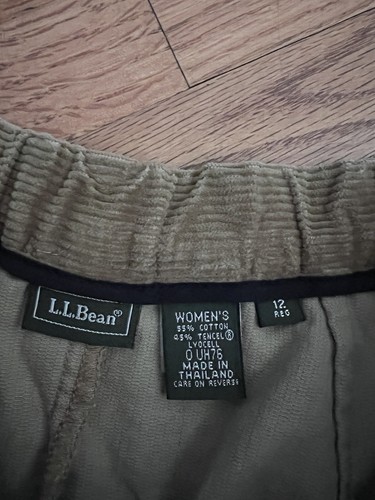 L.L.Bean®
WOMEN'S
55% COTTON
45% TENCEL®
LYOCELL
0 UH76
MADE IN
THAILAND
CARE ON REVERSE
12
REG